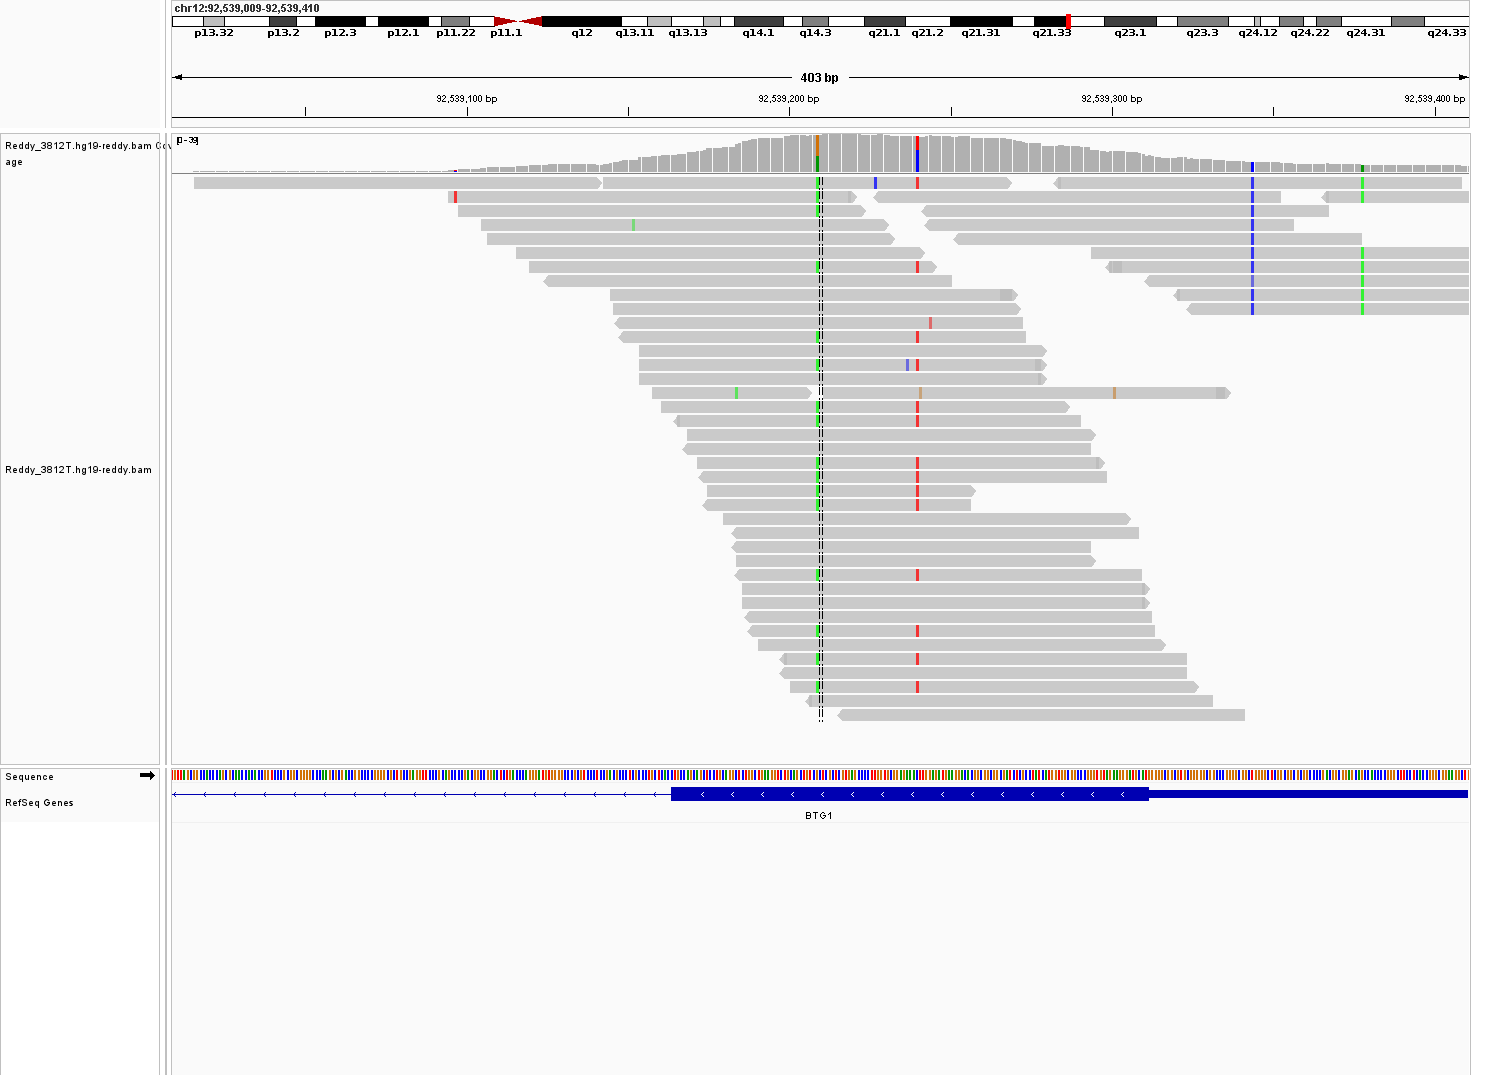 chr12:92,539,009-92,539,410
p13.32 p13.2 p12.3 p12.1 p11.22 p11.1 q12 q13.11 q13.13 q14.1 q14.3 q21.1 q21.2 q21.31 q21.33 q23.1 q23.3 q24.12 q24.22 q24.31 q24.33
403 bp
92,539,100 bp 92,539,200 bp 92,539,300 bp 92,539,400 bp
[0-39]
Reddy_3812T.hg19-reddy.bam Cov
age
Reddy_3812T.hg19-reddy.bam
Sequence
RefSeq Genes
BTG1